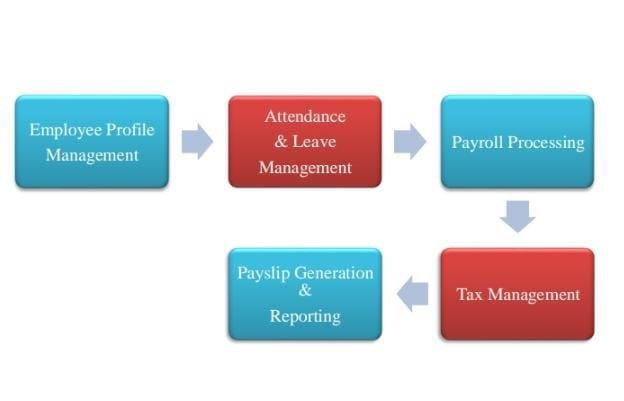 Employee Profile
Management
Attendance
& Leave
Management
Payroll Processing
Tax Management
Payslip Generation
&
Reporting